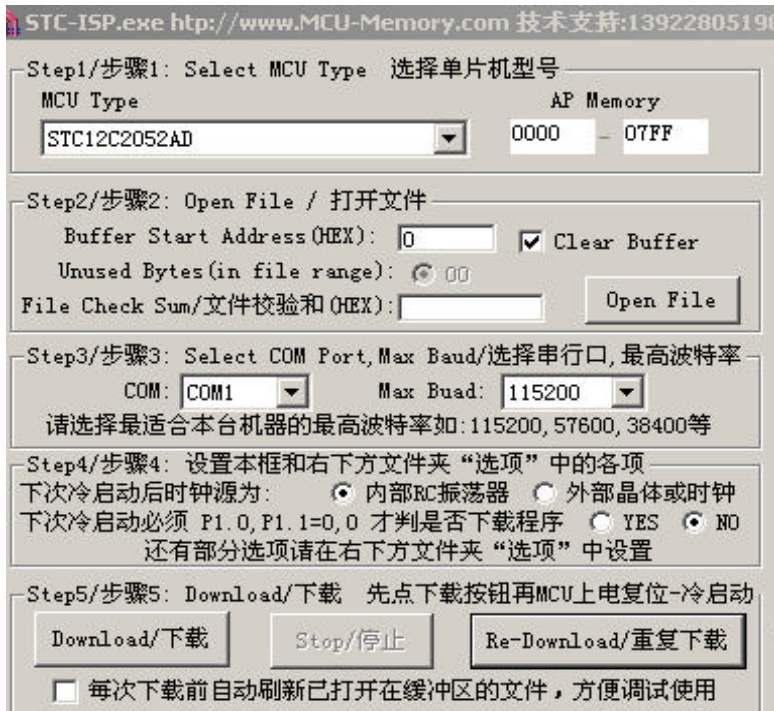 STC-ISP.exe htp://www.MCU-Memory.com 技术支持:13922805190
Step1/步骤1: Select MCU Type 选择单片机型号
MCU Type AP Memory
STC12C2052AD 0000 - 07FF
Step2/步骤2: Open File / 打开文件
Buffer Start Address(HEX): 0 Clear Buffer
Unused Bytes(in file range): 00
File Check Sum/文件校验和(HEX): Open File
Step3/步骤3: Select COM Port,Max Baud/选择串行口,最高波特率
COM: COM1 Max Buad: 115200
请选择最适合本台机器的最高波特率如:115200,57600,38400等
Step4/步骤4: 设置本框和右下方文件夹“选项”中的各项
下次冷启动后时钟源为: 内部RC振荡器 外部晶体或时钟
下次冷启动必须 P1.0,P1.1=0,0 才判是否下载程序 YES NO
还有部分选项请在右下方文件夹“选项”中设置
Step5/步骤5: Download/下载 先点下载按钮再MCU上电复位-冷启动
Download/下载 Stop/停止 Re-Download/重复下载
每次下载前自动刷新已打开在缓冲区的文件，方便调试使用